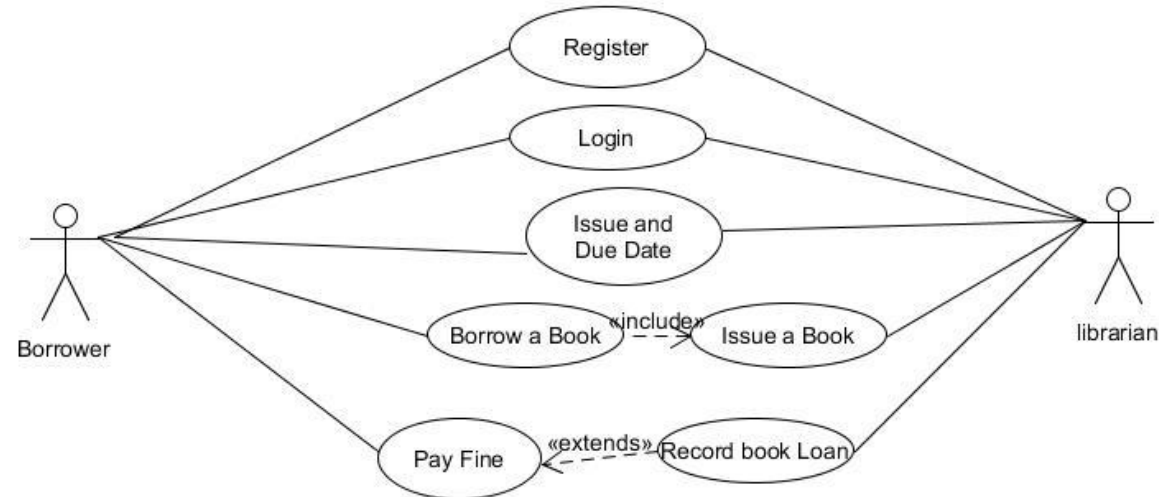 Register
Login
Issue and
Due Date
Borrow a Book
«include»
Issue a Book
Borrower
librarian
Pay Fine
«extends»
Record book Loan